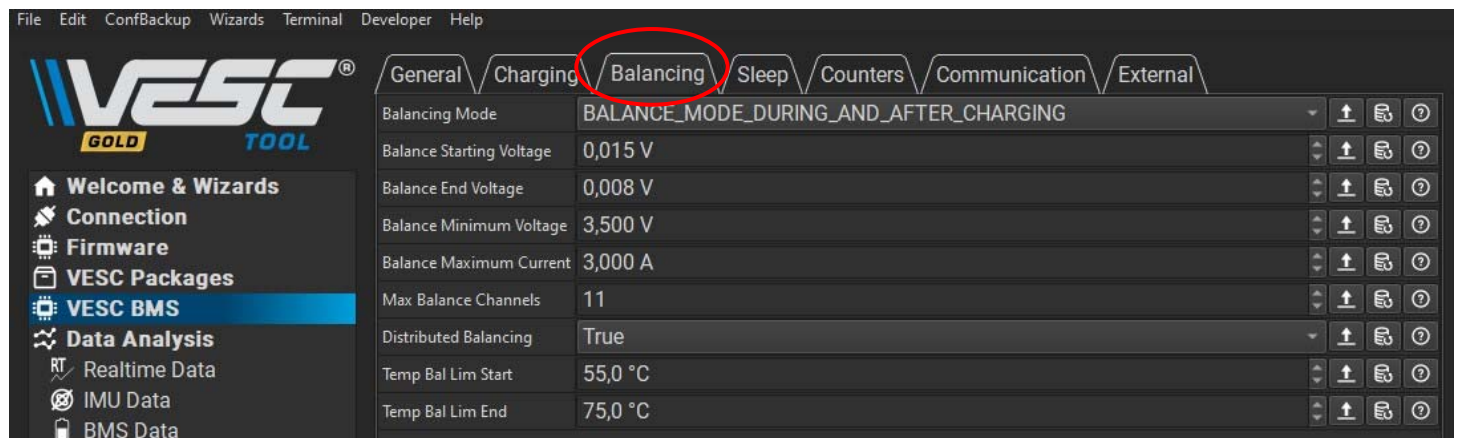 File Edit ConfBackup Wizards Terminal Developer Help
VESC®
GOLD TOOL
General Charging Balancing Sleep Counters Communication External
Balancing Mode BALANCE_MODE_DURING_AND_AFTER_CHARGING
Balance Starting Voltage 0,015 V
Balance End Voltage 0,008 V
Balance Minimum Voltage 3,500 V
Balance Maximum Current 3,000 A
Max Balance Channels 11
Distributed Balancing True
Temp Bal Lim Start 55,0 °C
Temp Bal Lim End 75,0 °C
Welcome & Wizards
Connection
Firmware
VESC Packages
VESC BMS
Data Analysis
RT Realtime Data
IMU Data
BMS Data